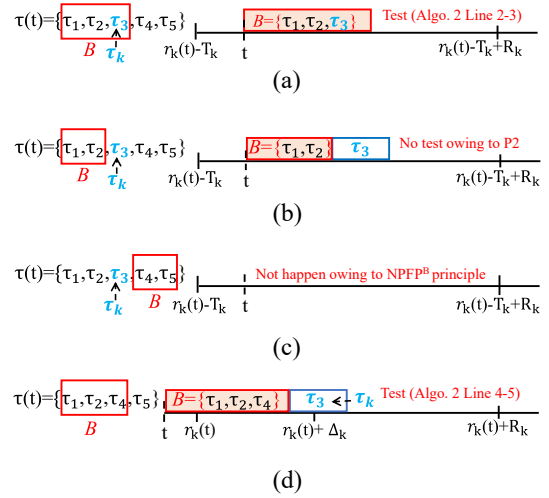 τ(t)={τ₁,τ₂,τ₃,τ₄,τ₅}
B
τₖ
B={τ₁,τ₂,τ₃}
Test (Algo. 2 Line 2-3)
rₖ(t)-Tₖ
t
rₖ(t)-Tₖ+Rₖ
(a)
τ(t)={τ₁,τ₂,τ₃,τ₄,τ₅}
B
τₖ
B={τ₁,τ₂}
τ₃
No test owing to P2
rₖ(t)-Tₖ
t
rₖ(t)-Tₖ+Rₖ
(b)
τ(t)={τ₁,τ₂,τ₃,τ₄,τ₅}
τₖ
B
Not happen owing to NPFPᴮ principle
rₖ(t)-Tₖ
t
rₖ(t)-Tₖ+Rₖ
(c)
τ(t)={τ₁,τ₂,τ₄,τ₅}
B
B={τ₁,τ₂,τ₄}
τ₃
τₖ
Test (Algo. 2 Line 4-5)
t
rₖ(t)
rₖ(t)+ Δₖ
rₖ(t)+Rₖ
(d)